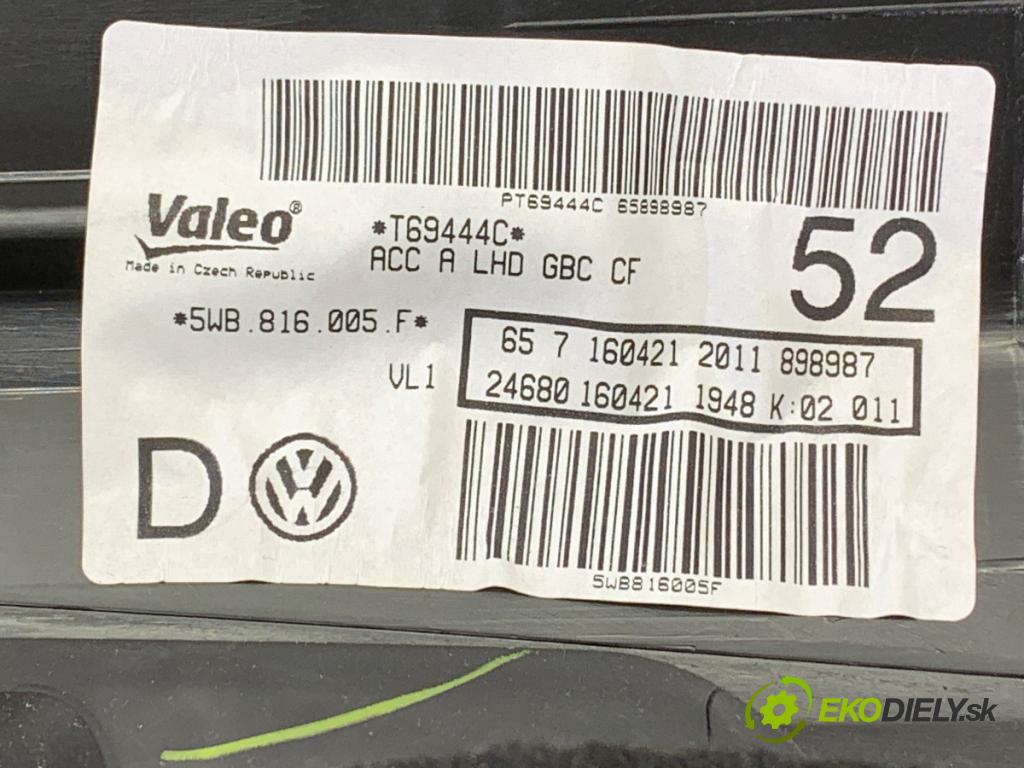 PT69444C 65898987
Valeo®
Made in Czech Republic
*T69444C*
ACC A LHD GBC CF
52
*5WB.816.005.F*
VL1
65 7 160421 2011 898987
24680 160421 1948 K:02 011
D
VW
5WB816005F
EKODIELY.sk